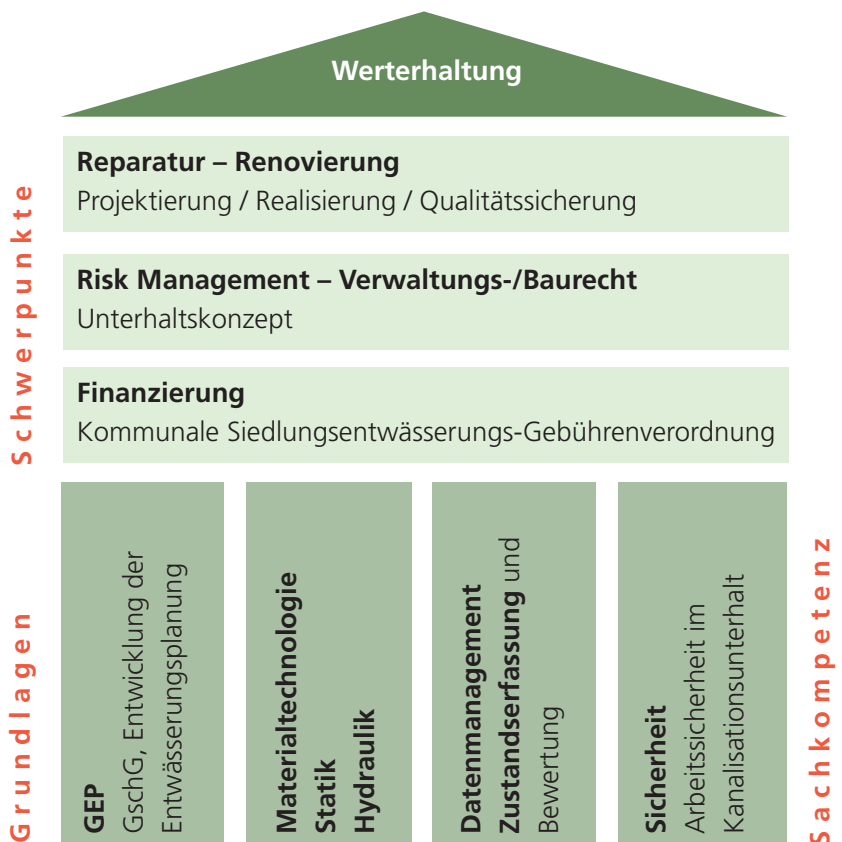 Werterhaltung
Schwerpunkte
Reparatur – Renovierung
Projektierung / Realisierung / Qualitätssicherung
Risk Management – Verwaltungs-/Baurecht
Unterhaltskonzept
Finanzierung
Kommunale Siedlungsentwässerungs-Gebührenverordnung
Grundlagen
GEP
GschG, Entwicklung der
Entwässerungsplanung
Materialtechnologie
Statik
Hydraulik
Datenmanagement
Zustandserfassung und
Bewertung
Sicherheit
Arbeitssicherheit im
Kanalisationsunterhalt
Sachkompetenz